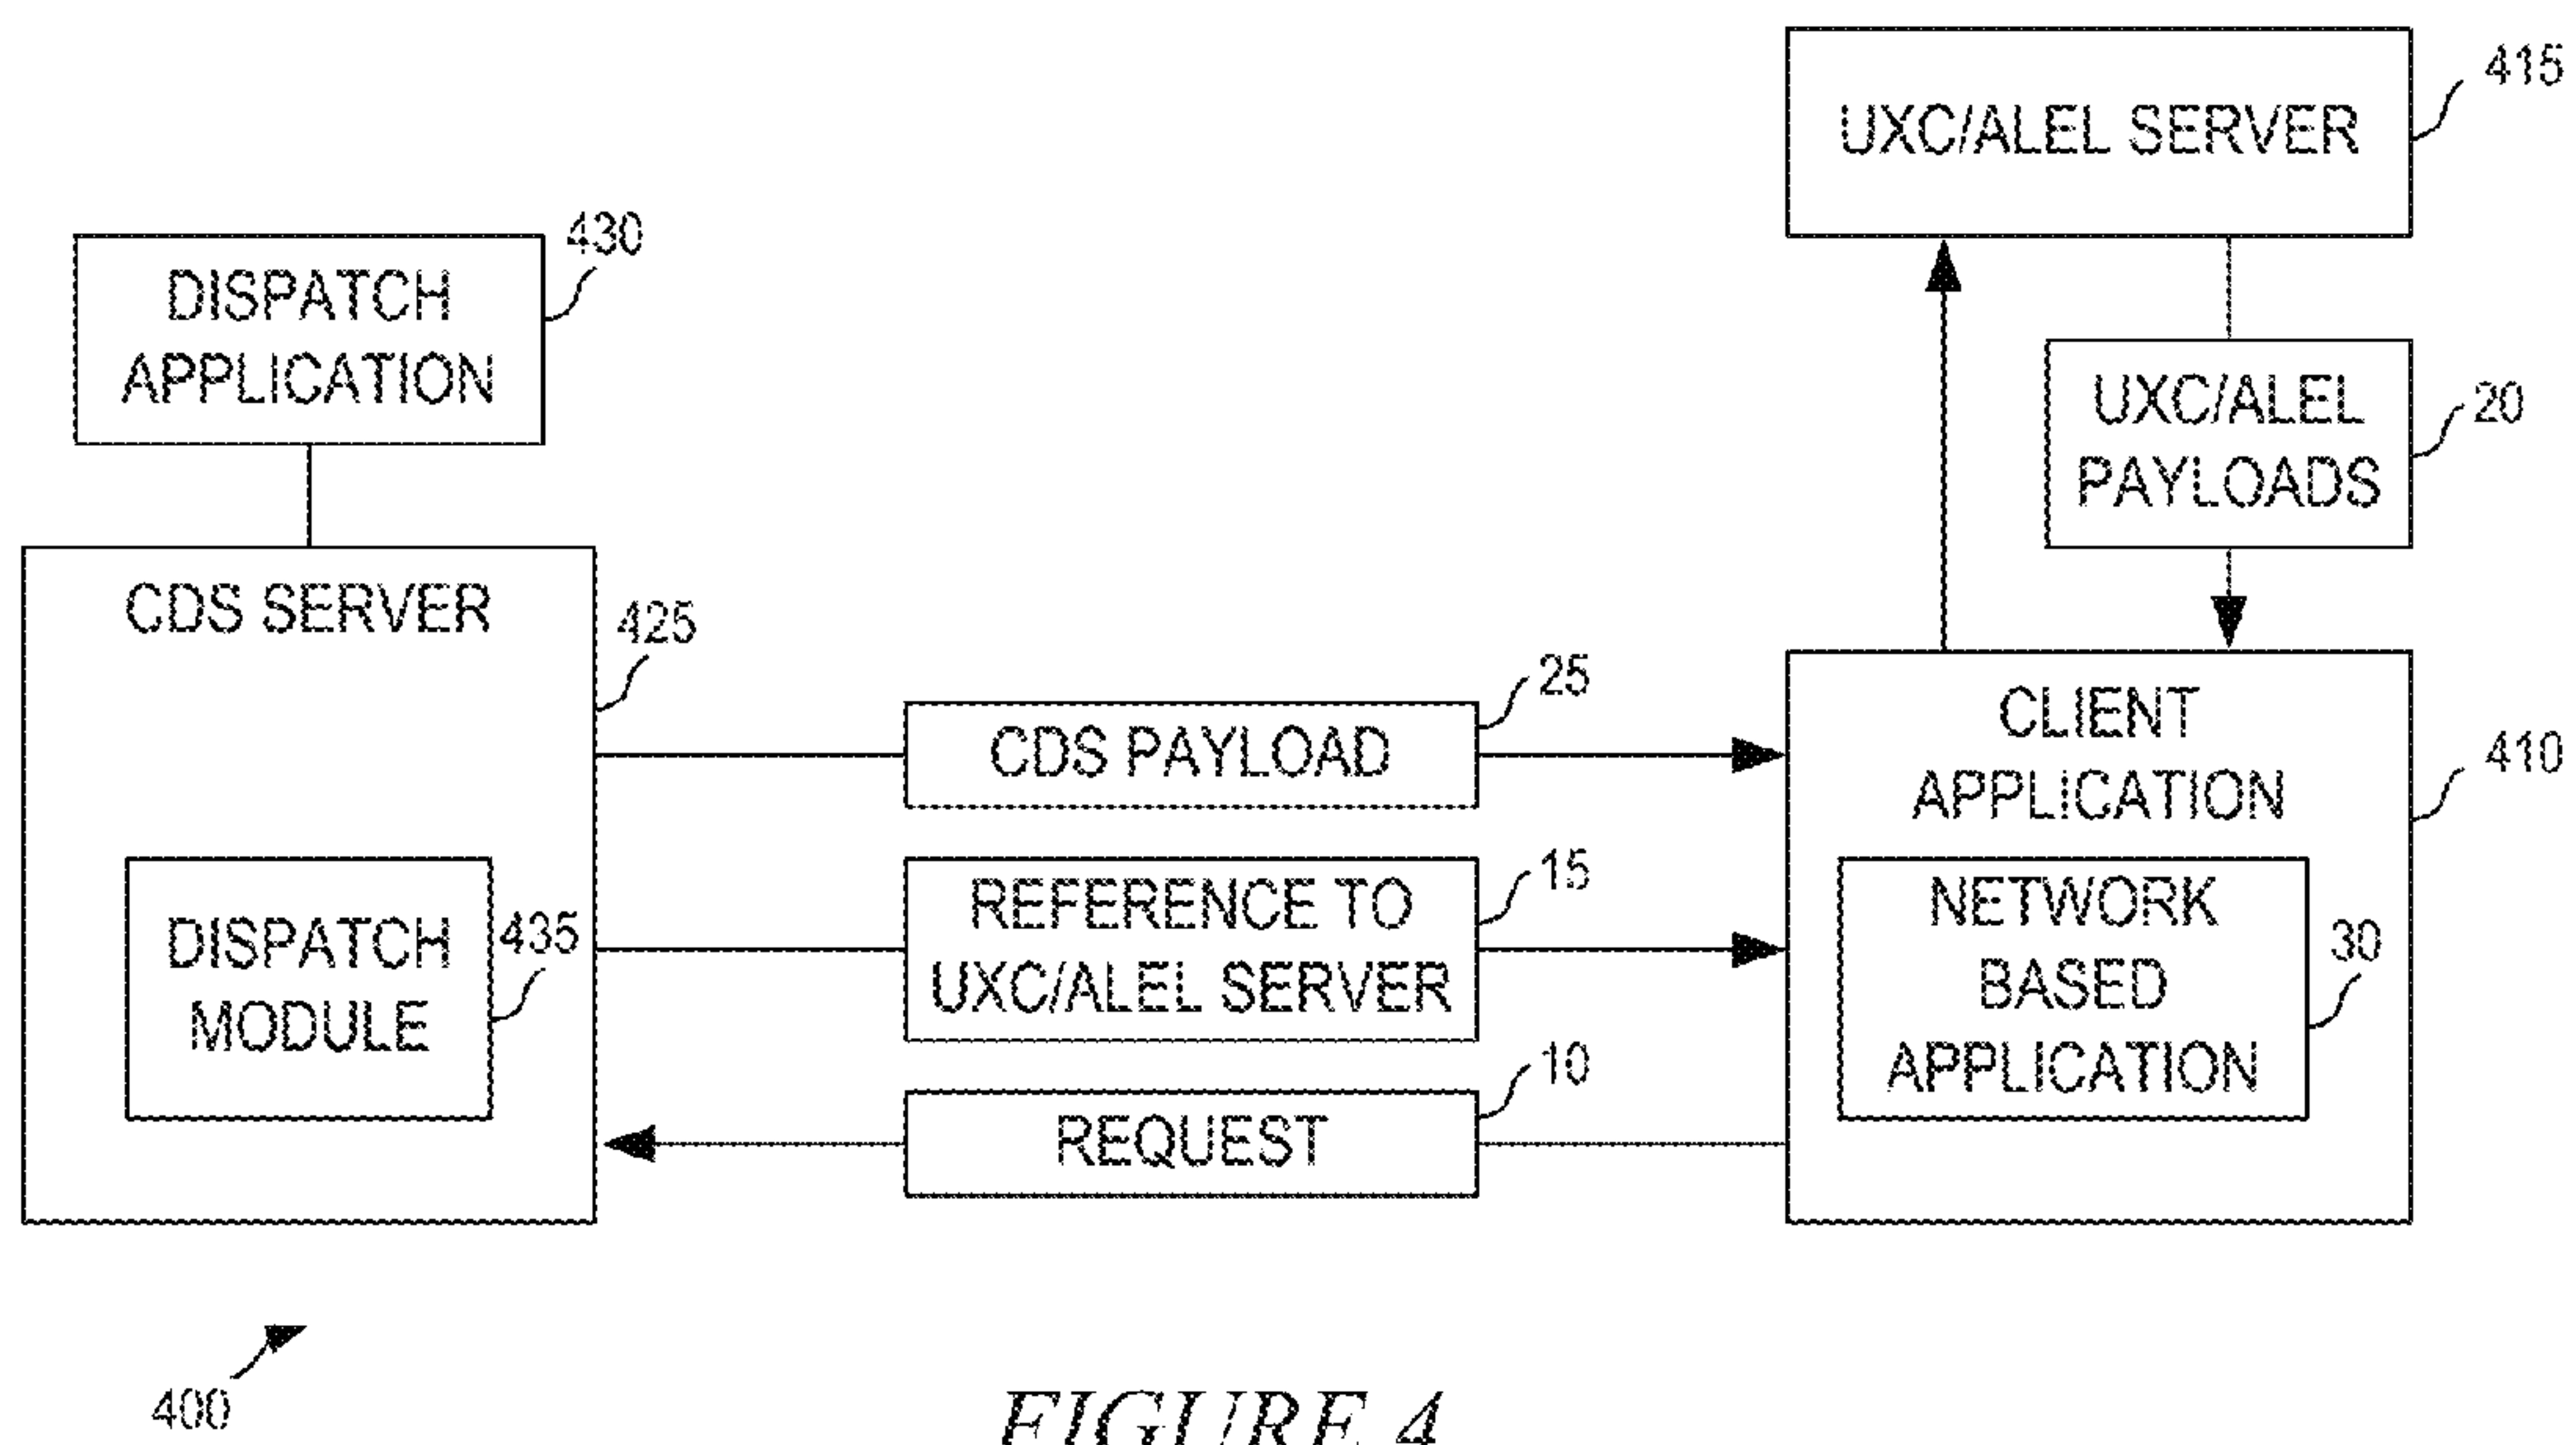 UXC/ALEL SERVER
415
DISPATCH
APPLICATION
430
UXC/ALEL
PAYLOADS
20
CDS SERVER
425
CDS PAYLOAD
25
CLIENT
APPLICATION
410
DISPATCH
MODULE
435
REFERENCE TO
UXC/ALEL SERVER
15
NETWORK
BASED
APPLICATION
30
REQUEST
10
400
FIGURE 4